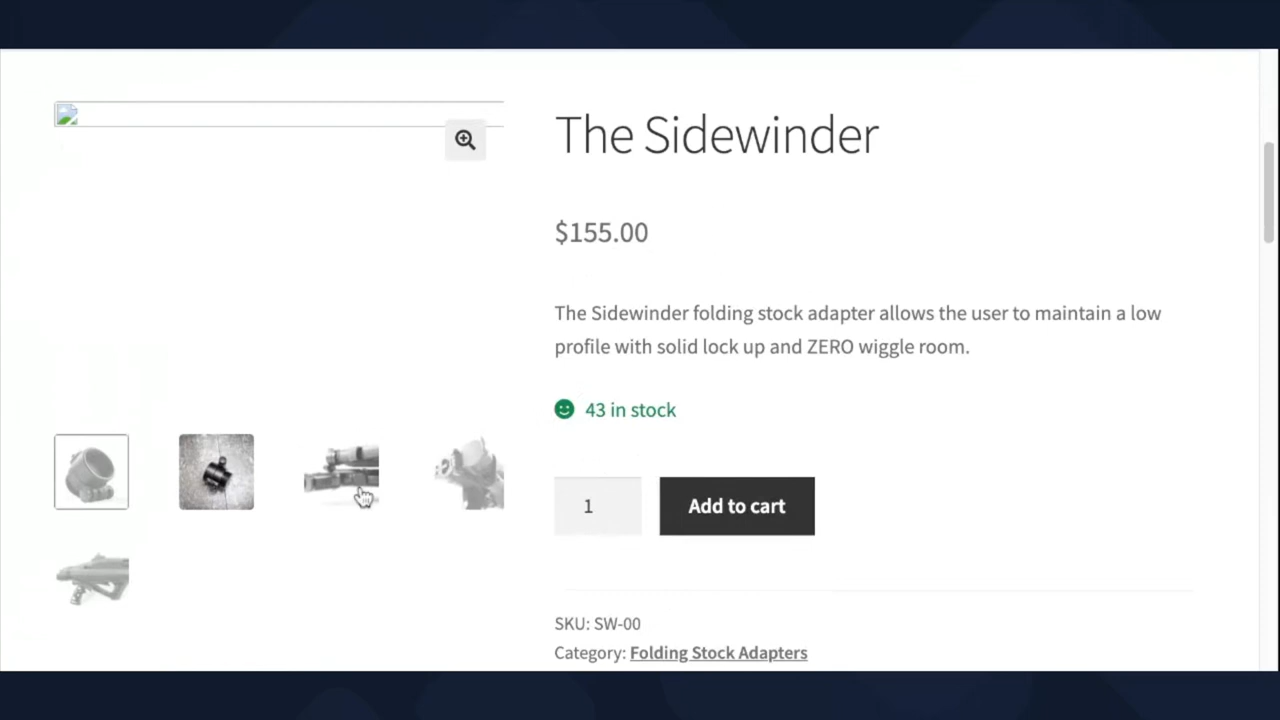 The Sidewinder
$155.00
The Sidewinder folding stock adapter allows the user to maintain a low
profile with solid lock up and ZERO wiggle room.
43 in stock
1
Add to cart
SKU: SW-00
Category: Folding Stock Adapters